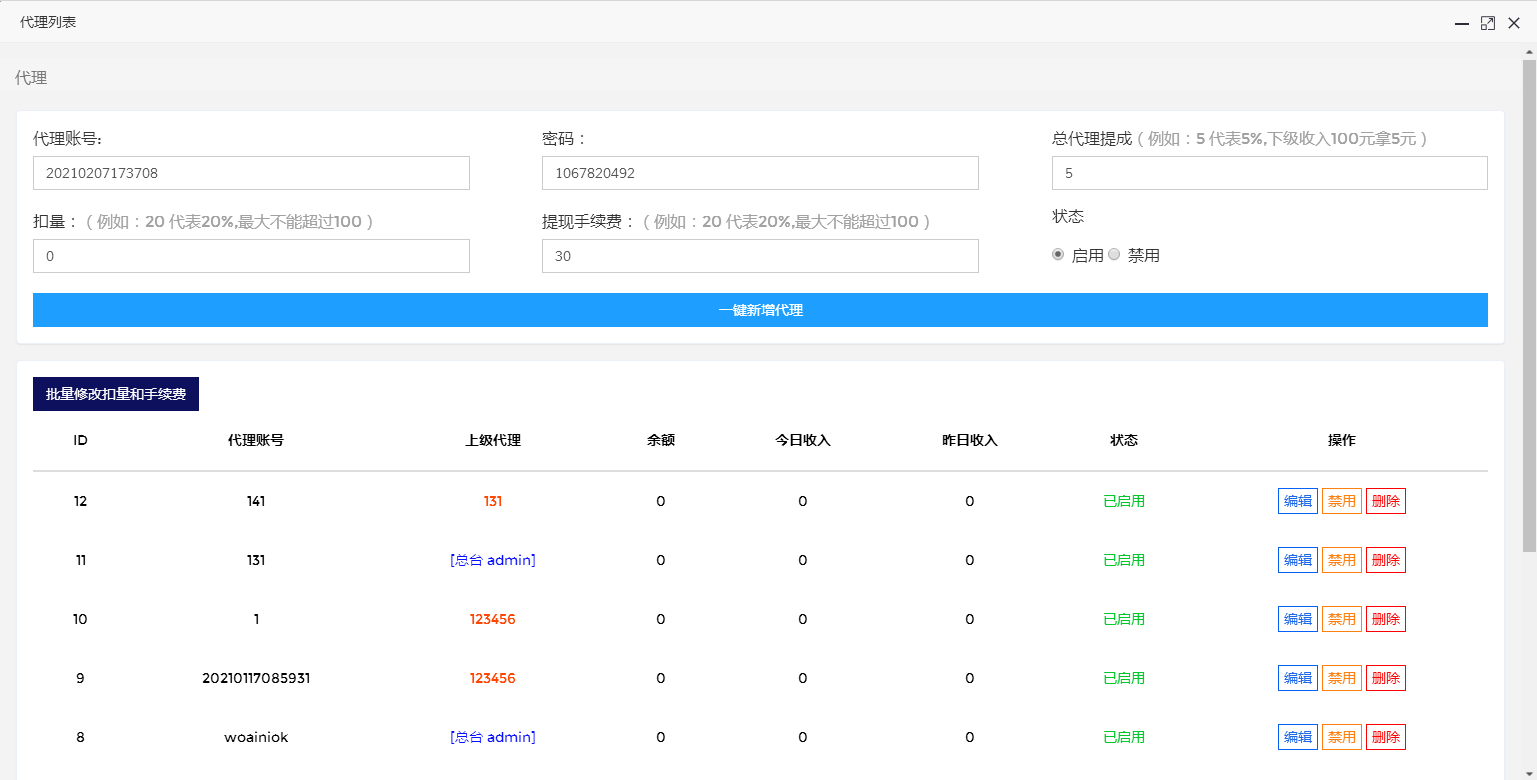 代理列表
代理
代理账号: 密码： 总代理提成（例如：5 代表5%,下级收入100元拿5元）
20210207173708 1067820492 5
扣量：（例如：20 代表20%,最大不能超过100） 提现手续费：（例如：20 代表20%,最大不能超过100） 状态
0 30 启用 禁用
一键新增代理
批量修改扣量和手续费
ID 代理账号 上级代理 余额 今日收入 昨日收入 状态 操作
12 141 131 0 0 0 已启用 编辑 禁用 删除
11 131 [总台 admin] 0 0 0 已启用 编辑 禁用 删除
10 1 123456 0 0 0 已启用 编辑 禁用 删除
9 20210117085931 123456 0 0 0 已启用 编辑 禁用 删除
8 woainiok [总台 admin] 0 0 0 已启用 编辑 禁用 删除